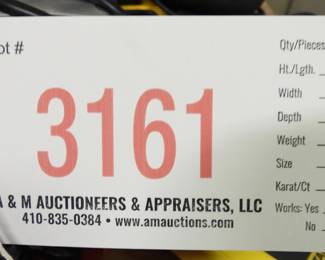 ot #
3161
A & M AUCTIONEERS & APPRAISERS, LLC
410-835-0384 • www.amauctions.com
Qty/Pieces
Ht./Lgth.
Width
Depth
Weight
Size
Karat/Ct
Works: Yes
No